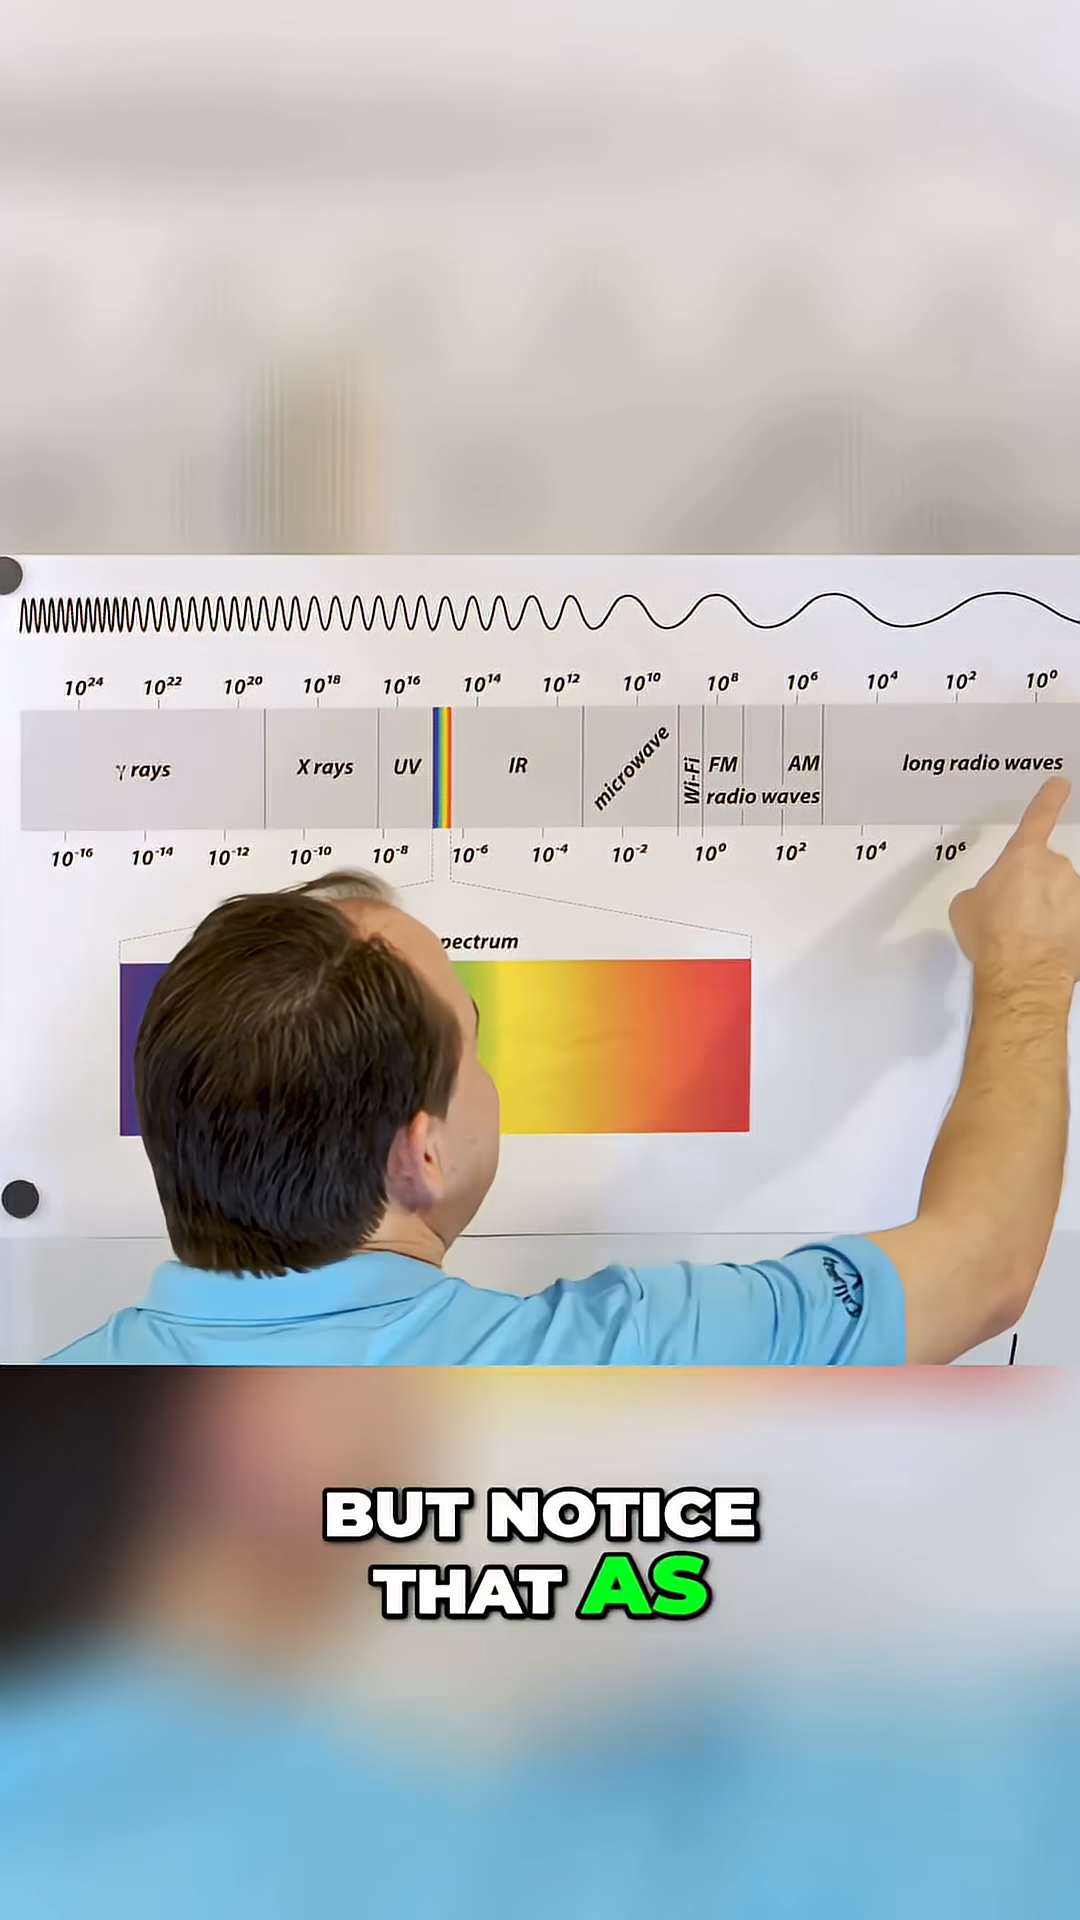 10²⁴ 10²² 10²⁰ 10¹⁸ 10¹⁶ 10¹⁴ 10¹² 10¹⁰ 10⁸ 10⁶ 10⁴ 10² 10⁰
γ rays X rays UV IR microwave Wi-Fi FM AM long radio waves
radio waves
10⁻¹⁶ 10⁻¹⁴ 10⁻¹² 10⁻¹⁰ 10⁻⁸ 10⁻⁶ 10⁻⁴ 10⁻² 10⁰ 10² 10⁴ 10⁶
pectrum
BUT NOTICE
THAT AS